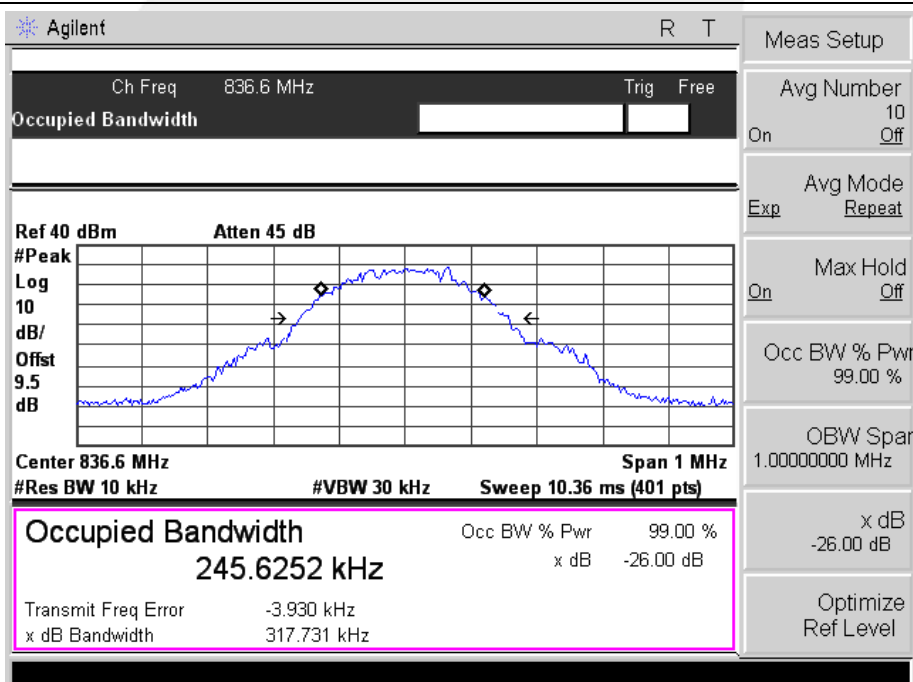 Agilent R T
Ch Freq 836.6 MHz Trig Free
Occupied Bandwidth
Ref 40 dBm Atten 45 dB
#Peak
Log
10
dB/
Offst
9.5
dB
Center 836.6 MHz Span 1 MHz
#Res BW 10 kHz #VBW 30 kHz Sweep 10.36 ms (401 pts)
Occupied Bandwidth Occ BW % Pwr 99.00 %
245.6252 kHz x dB -26.00 dB
Transmit Freq Error -3.930 kHz
x dB Bandwidth 317.731 kHz
Meas Setup
Avg Number
10
On Off
Avg Mode
Exp Repeat
Max Hold
On Off
Occ BW % Pwr
99.00 %
OBW Span
1.00000000 MHz
x dB
-26.00 dB
Optimize
Ref Level